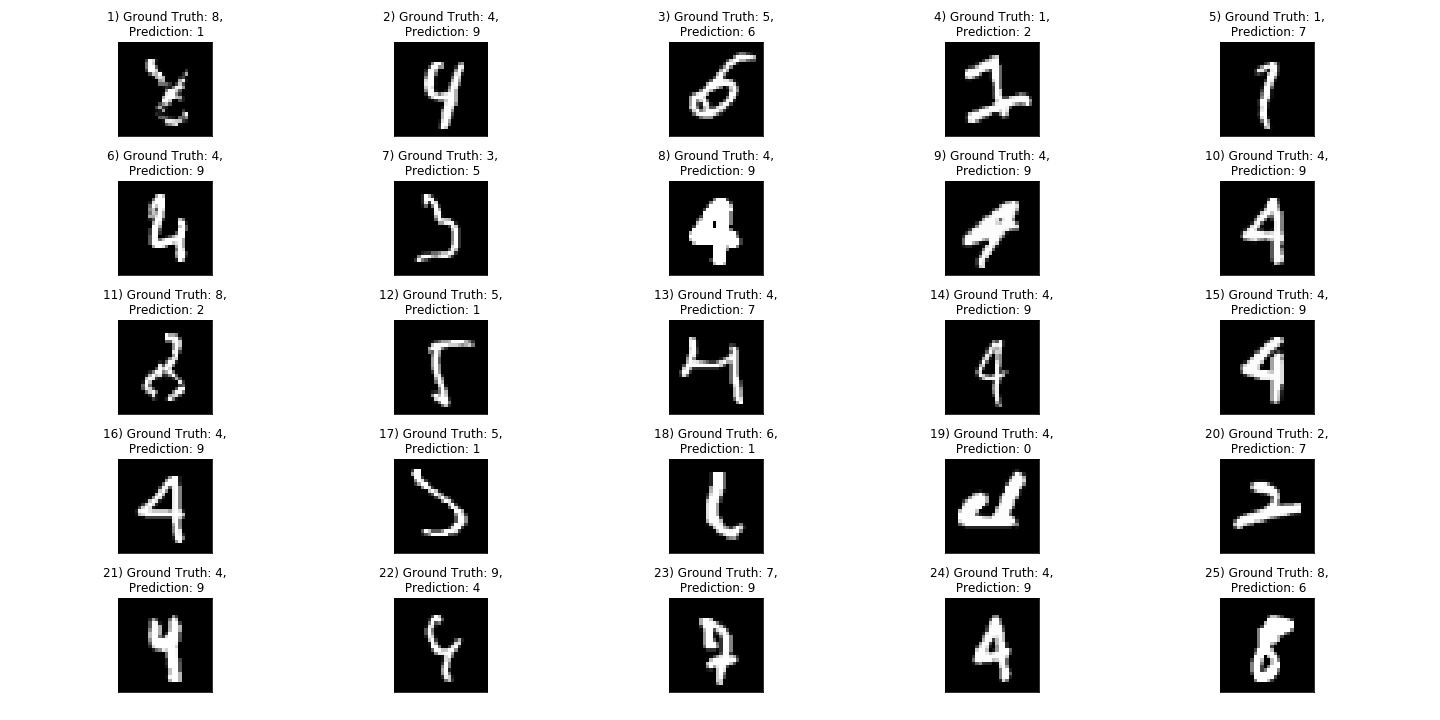 1) Ground Truth: 8,
Prediction: 1
2) Ground Truth: 4,
Prediction: 9
3) Ground Truth: 5,
Prediction: 6
4) Ground Truth: 1,
Prediction: 2
5) Ground Truth: 1,
Prediction: 7
6) Ground Truth: 4,
Prediction: 9
7) Ground Truth: 3,
Prediction: 5
8) Ground Truth: 4,
Prediction: 9
9) Ground Truth: 4,
Prediction: 9
10) Ground Truth: 4,
Prediction: 9
11) Ground Truth: 8,
Prediction: 2
12) Ground Truth: 5,
Prediction: 1
13) Ground Truth: 4,
Prediction: 7
14) Ground Truth: 4,
Prediction: 9
15) Ground Truth: 4,
Prediction: 9
16) Ground Truth: 4,
Prediction: 9
17) Ground Truth: 5,
Prediction: 1
18) Ground Truth: 6,
Prediction: 1
19) Ground Truth: 4,
Prediction: 0
20) Ground Truth: 2,
Prediction: 7
21) Ground Truth: 4,
Prediction: 9
22) Ground Truth: 9,
Prediction: 4
23) Ground Truth: 7,
Prediction: 9
24) Ground Truth: 4,
Prediction: 9
25) Ground Truth: 8,
Prediction: 6